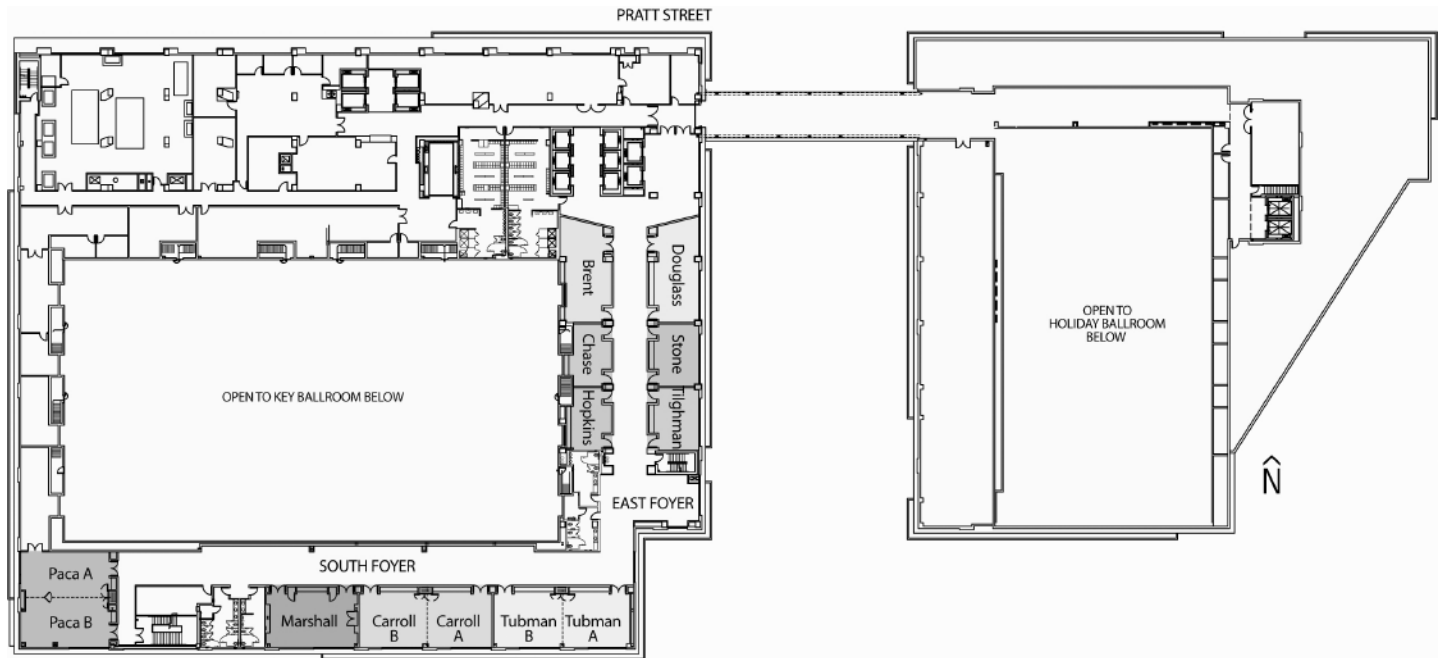 PRATT STREET
Brent
Douglass
Chase
Stone
Hopkins
Tilghman
OPEN TO KEY BALLROOM BELOW
OPEN TO
HOLIDAY BALLROOM
BELOW
N
EAST FOYER
SOUTH FOYER
Paca A
Paca B
Marshall
Carroll
B
Carroll
A
Tubman
B
Tubman
A